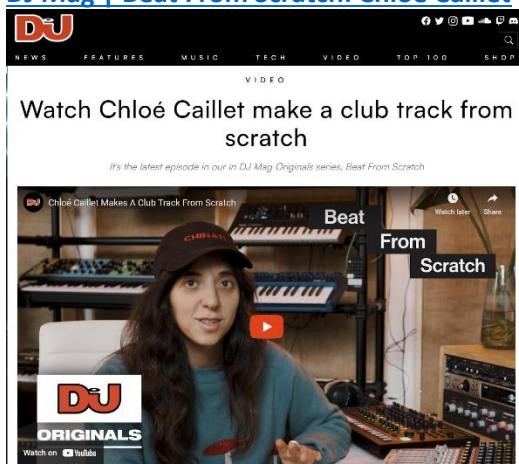 DJ Mag | Beat From Scratch: Chloé Caillet
DJ
NEWS FEATURES MUSIC TECH VIDEO TOP 100 SHOP
VIDEO
Watch Chloé Caillet make a club track from
scratch
It's the latest episode in our in DJ Mag Originals series, Beat From Scratch
Chloé Caillet Makes A Club Track From Scratch
Watch later Share
Beat
From
Scratch
CHINATI
DJ
ORIGINALS
Watch on YouTube